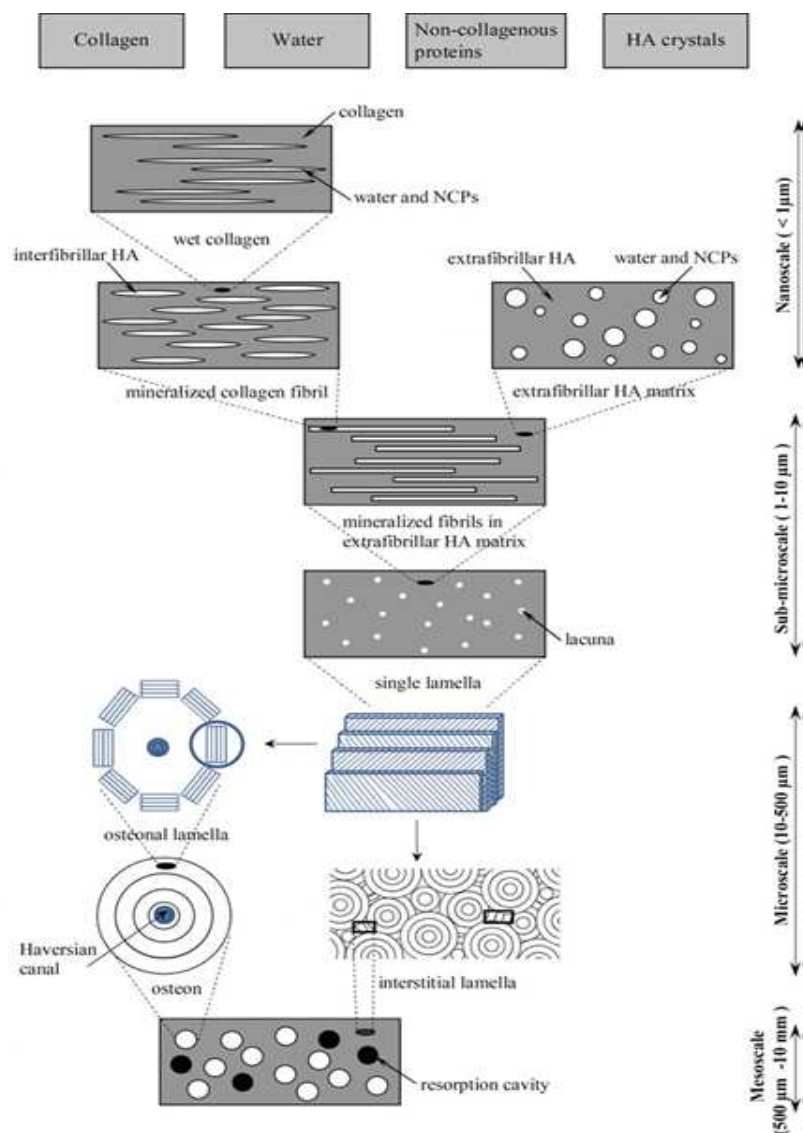 Collagen
Water
Non-collagenous
proteins
HA crystals
collagen
water and NCPs
wet collagen
interfibrillar HA
extrafibrillar HA
water and NCPs
mineralized collagen fibril
extrafibrillar HA matrix
Nanoscale ( < 1μm)
mineralized fibrils in
extrafibrillar HA matrix
lacuna
single lamella
Sub-microscale ( 1-10 μm)
osteonal lamella
Haversian
canal
osteon
interstitial lamella
Microscale (10-500 μm)
resorption cavity
Mesoscale
(500 μm -10 mm)